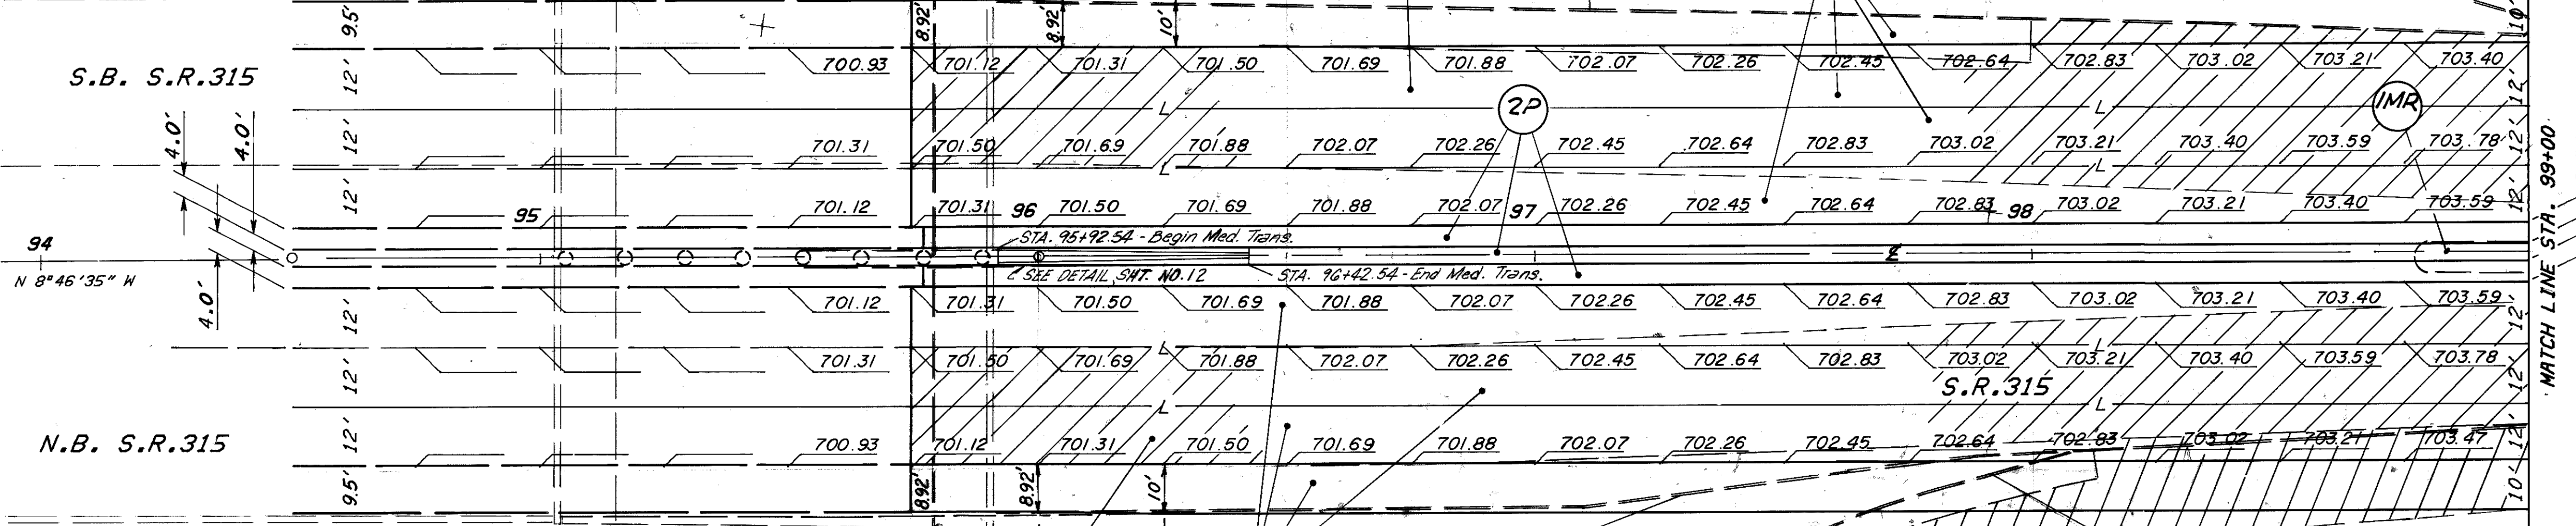 9.5' 8.92' 8.92' 10' 10'
S.B. S.R.315
12' 700.93 701.12 701.31 701.50 701.69 701.88 702.07 702.26 702.45 702.64 702.83 703.02 703.21 703.40 12'
L 2P L 1MR
4.0' 4.0'
12' 701.31 701.50 701.69 701.88 702.07 702.26 702.45 702.64 702.83 703.02 703.21 703.40 703.59 703.78 12'
L L
12' 701.12 701.31 701.50 701.69 701.88 702.07 702.26 702.45 702.64 702.83 703.02 703.21 703.40 703.59 12'
95 96 97 98
94
STA. 95+92.54 - Begin Med. Trans.
N 8°46'35" W
℄
SEE DETAIL SHT. NO.12
STA. 96+42.54 - End Med. Trans.
4.0'
12' 701.12 701.31 701.50 701.69 701.88 702.07 702.26 702.45 702.64 702.83 703.02 703.21 703.40 703.59 12'
L L
12' 701.31 701.50 701.69 701.88 702.07 702.26 702.45 702.64 702.83 703.02 703.21 703.40 703.59 703.78 12'
S.R.315
L L
N.B. S.R.315
12' 700.93 701.12 701.31 701.50 701.69 701.88 702.07 702.26 702.45 702.64 702.83 703.02 703.21 703.47 12'
9.5' 8.92' 8.92' 10' 10'
MATCH LINE STA. 99+00